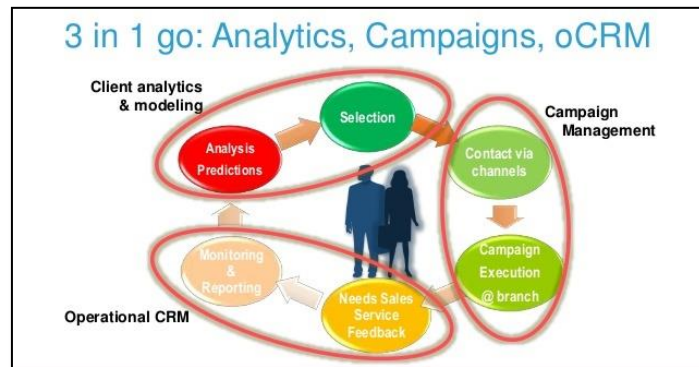 3 in 1 go: Analytics, Campaigns, oCRM
Client analytics
& modeling
Selection
Campaign
Management
Analysis
Predictions
Contact via
channels
Campaign
Execution
@ branch
Monitoring
&
Reporting
Needs Sales
Service
Feedback
Operational CRM